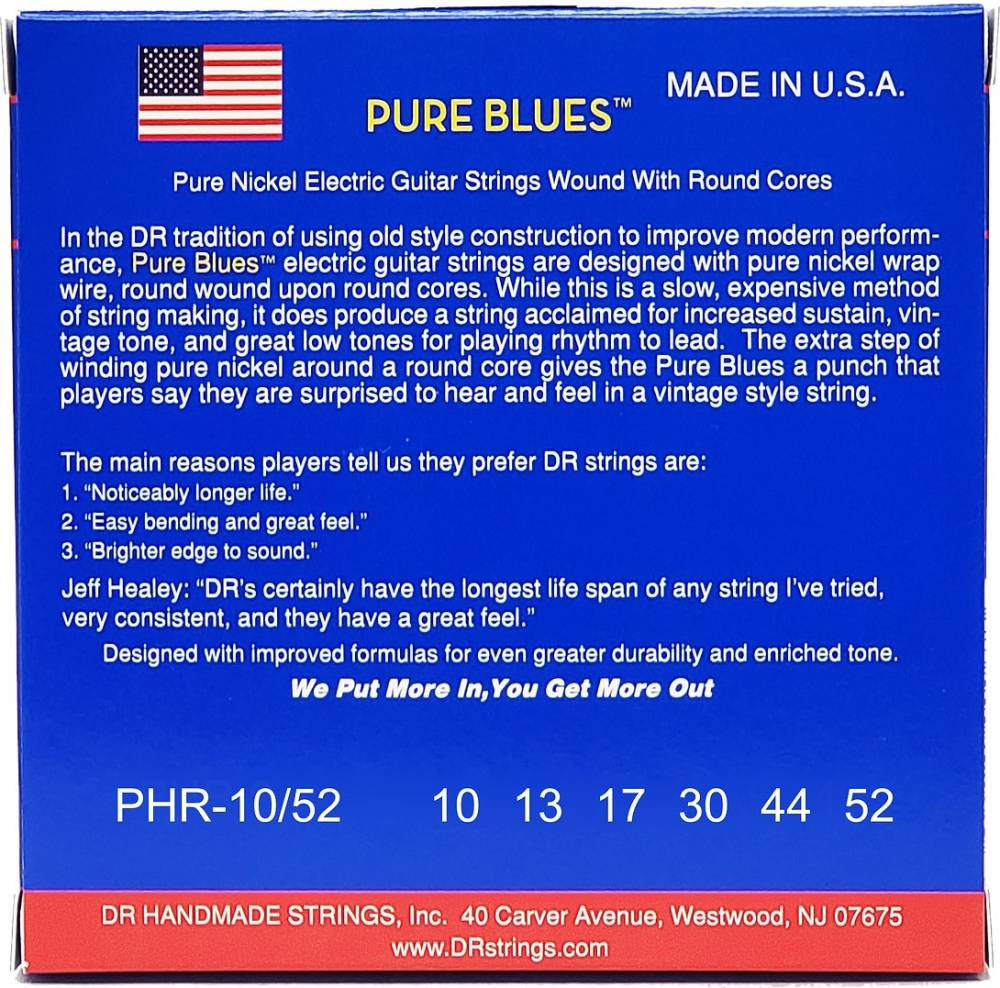 MADE IN U.S.A.
PURE BLUES™
Pure Nickel Electric Guitar Strings Wound With Round Cores
In the DR tradition of using old style construction to improve modern perform-
ance, Pure Blues™ electric guitar strings are designed with pure nickel wrap
wire, round wound upon round cores. While this is a slow, expensive method
of string making, it does produce a string acclaimed for increased sustain, vin-
tage tone, and great low tones for playing rhythm to lead. The extra step of
winding pure nickel around a round core gives the Pure Blues a punch that
players say they are surprised to hear and feel in a vintage style string.
The main reasons players tell us they prefer DR strings are:
1. “Noticeably longer life.”
2. “Easy bending and great feel.”
3. “Brighter edge to sound.”
Jeff Healey: “DR's certainly have the longest life span of any string I've tried,
very consistent, and they have a great feel.”
Designed with improved formulas for even greater durability and enriched tone.
We Put More In,You Get More Out
PHR-10/52 10 13 17 30 44 52
DR HANDMADE STRINGS, Inc. 40 Carver Avenue, Westwood, NJ 07675
www.DRstrings.com